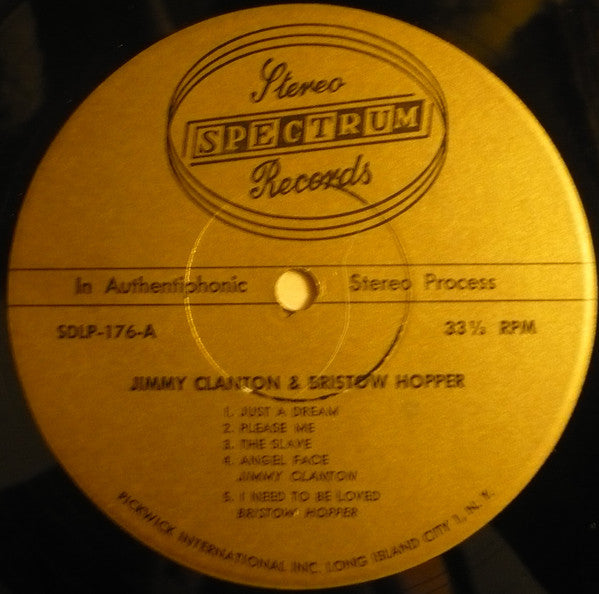 Stereo
SPECTRUM
Records
In Authentiphonic Stereo Process
SDLP-176-A 33⅓ RPM
JIMMY CLANTON & BRISTOW HOPPER
1. JUST A DREAM
2. PLEASE ME
3. THE SLAVE
4. ANGEL FACE
JIMMY CLANTON
5. I NEED TO BE LOVED
BRISTOW HOPPER
PICKWICK INTERNATIONAL INC. LONG ISLAND CITY 1, N. Y.